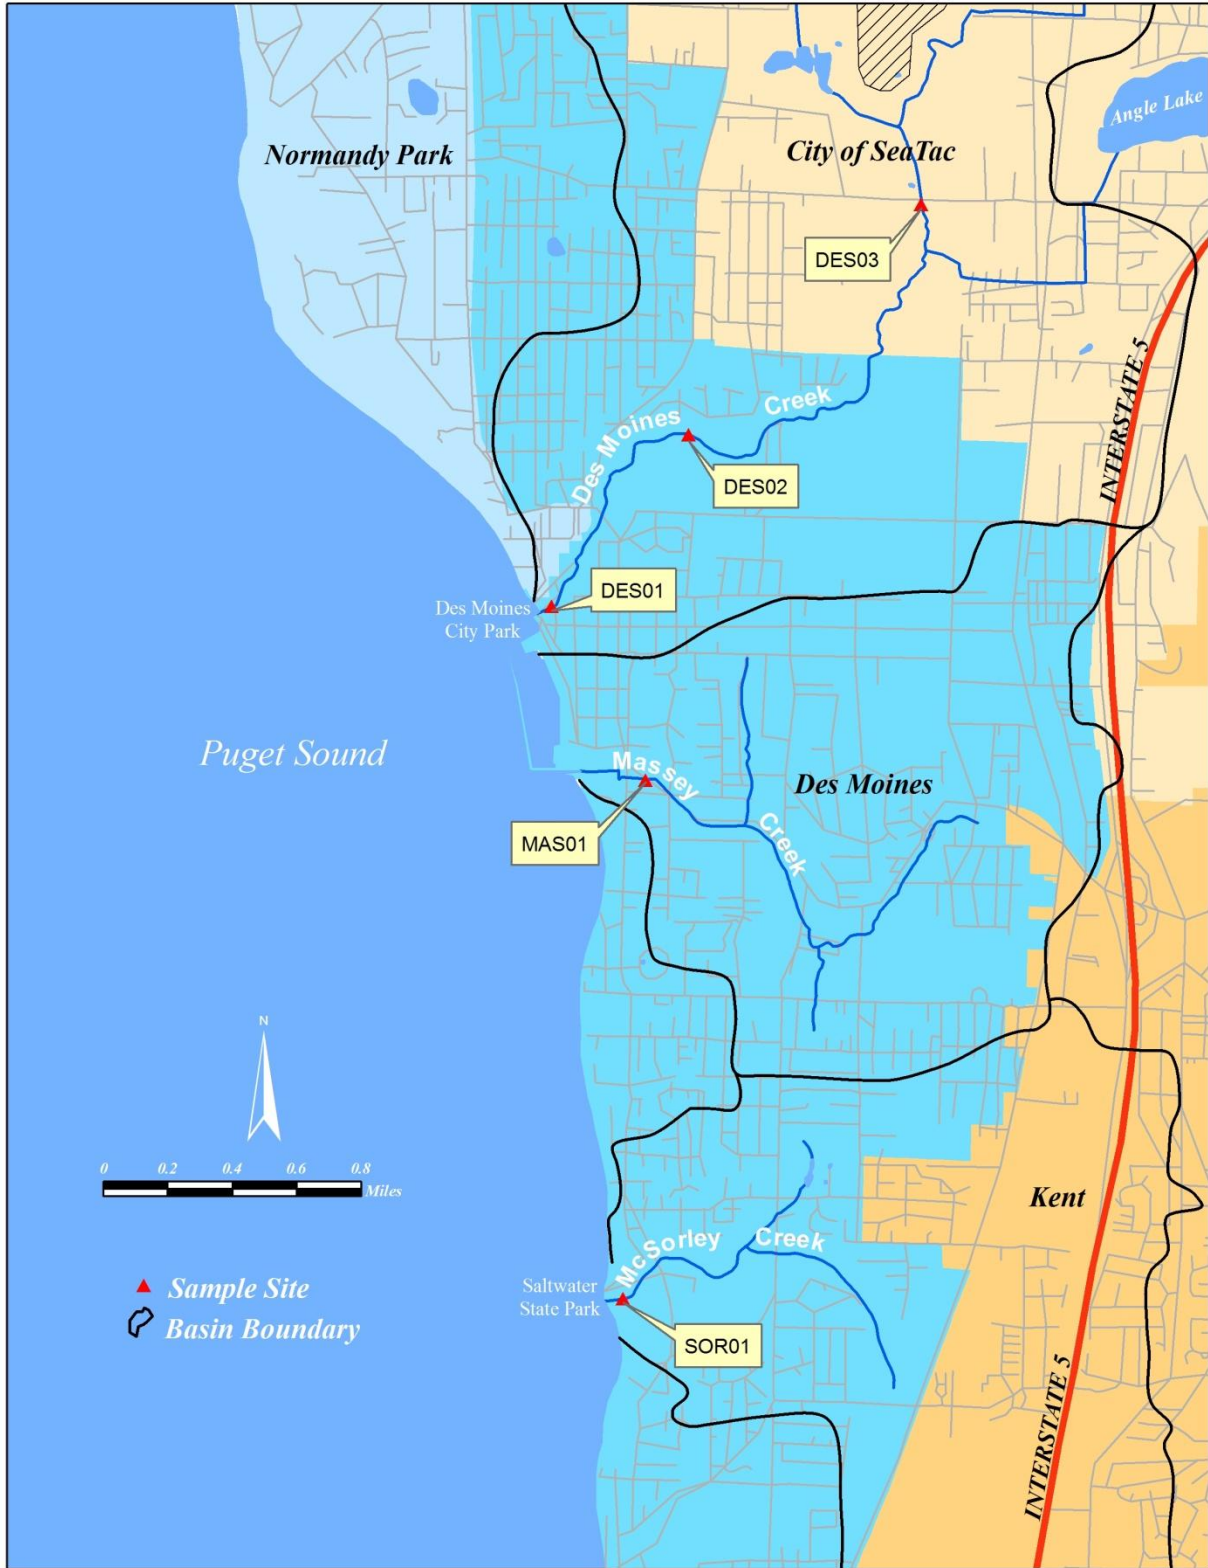 Angle Lake
Normandy Park
City of SeaTac
DES03
INTERSTATE 5
Des Moines Creek
DES02
DES01
Des Moines
City Park
Puget Sound
Massey Creek
Des Moines
MAS01
N
0 0.2 0.4 0.6 0.8
Miles
Kent
McSorley Creek
Sample Site
Basin Boundary
Saltwater
State Park
SOR01
INTERSTATE 5